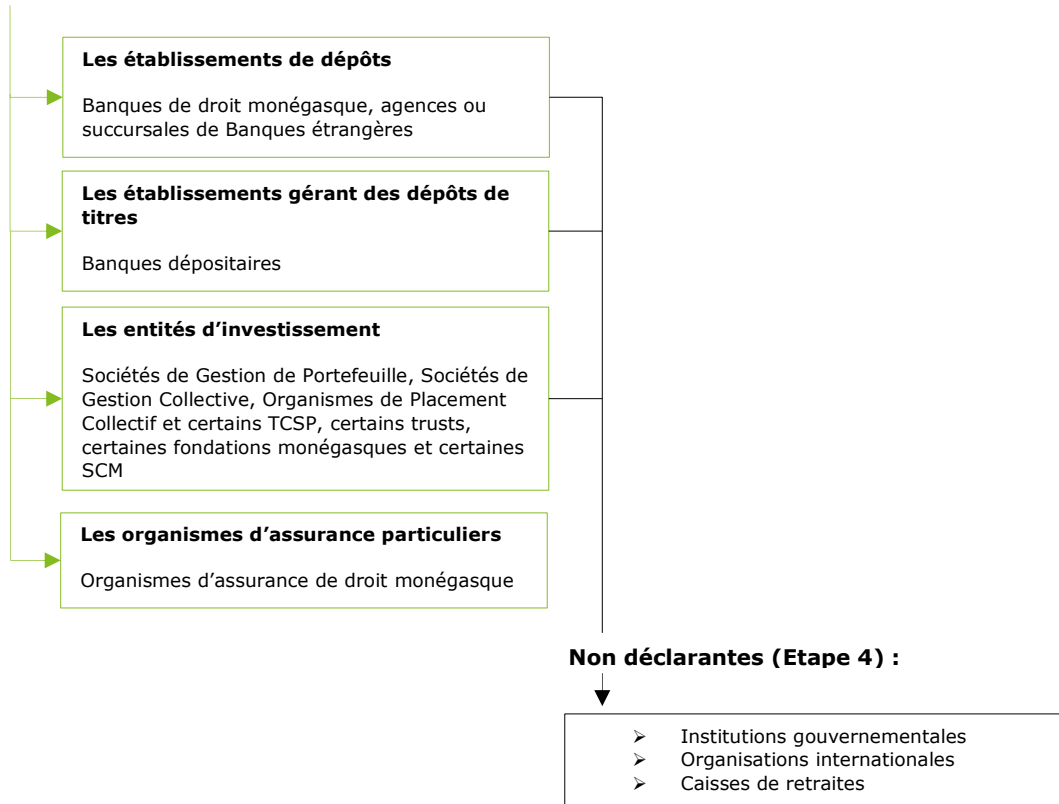 Les établissements de dépôts
Banques de droit monégasque, agences ou
succursales de Banques étrangères
Les établissements gérant des dépôts de
titres
Banques dépositaires
Les entités d’investissement
Sociétés de Gestion de Portefeuille, Sociétés de
Gestion Collective, Organismes de Placement
Collectif et certains TCSP, certains trusts,
certaines fondations monégasques et certaines
SCM
Les organismes d’assurance particuliers
Organismes d’assurance de droit monégasque
Non déclarantes (Etape 4) :
➢ Institutions gouvernementales
➢ Organisations internationales
➢ Caisses de retraites